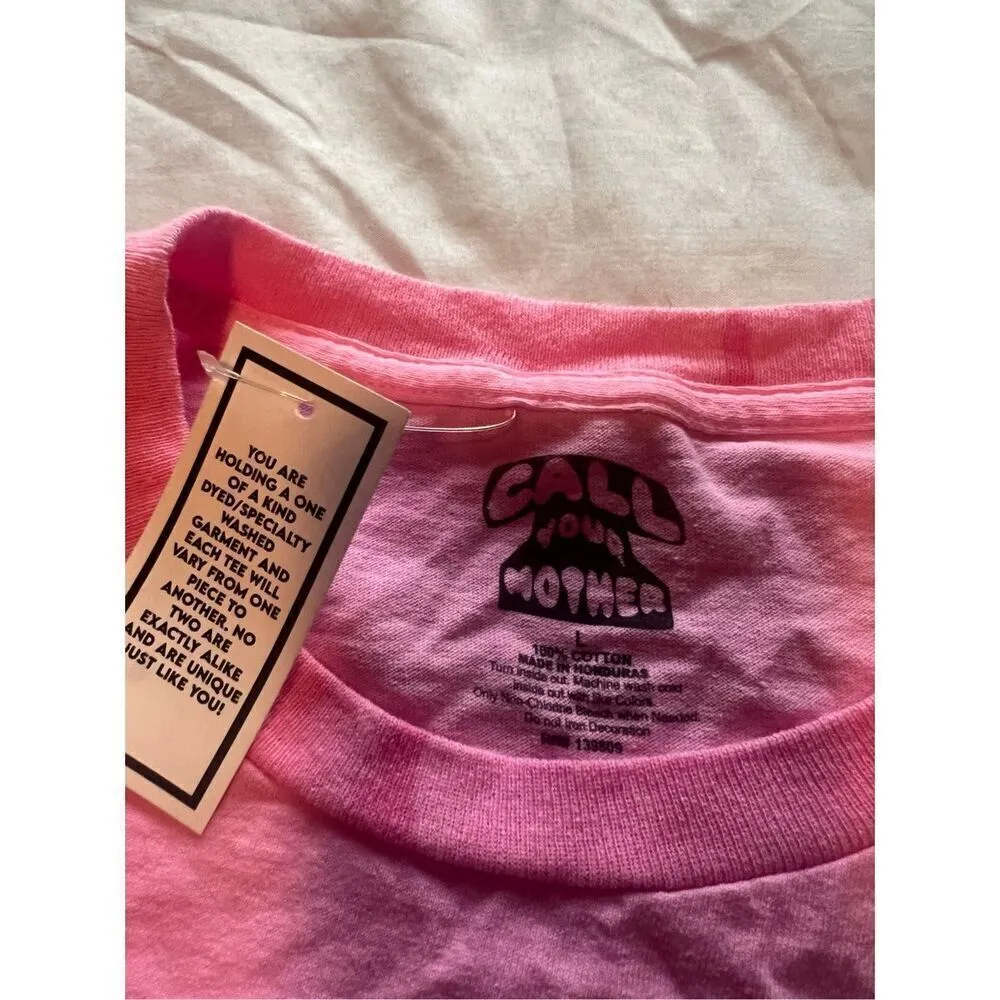 YOU ARE
HOLDING A ONE
OF A KIND
DYED/SPECIALTY
WASHED
GARMENT AND
EACH TEE WILL
VARY FROM ONE
PIECE TO
ANOTHER. NO
TWO ARE
EXACTLY ALIKE
AND ARE UNIQUE
JUST LIKE YOU!
CALL
YOUR
MOTHER
L
100% COTTON
MADE IN HONDURAS
Turn inside out. Machine wash cold
Inside out with like Colors
Only Non-Chlorine Bleach when Needed.
Do not Iron Decoration
139809